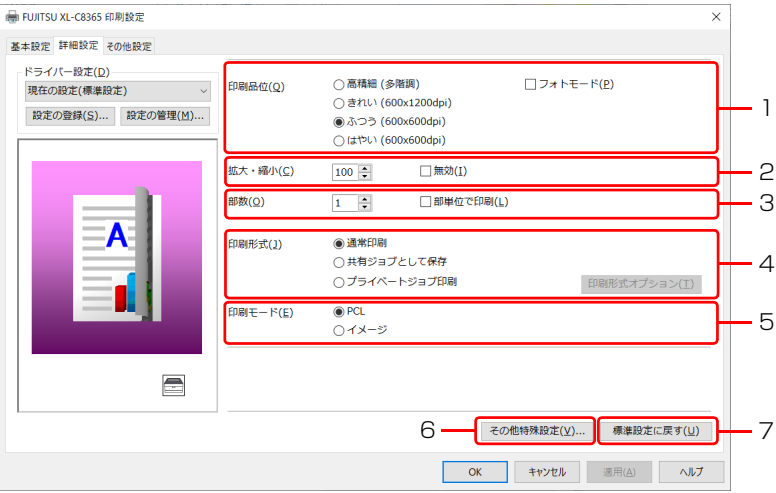 FUJITSU XL-C8365 印刷設定
基本設定 詳細設定 その他設定
ドライバー設定(D)
現在の設定(標準設定)
設定の登録(S)... 設定の管理(M)...
A
印刷品位(Q) 高精細 (多階調) フォトモード(P)
きれい (600x1200dpi)
ふつう (600x600dpi)
はやい (600x600dpi)
1
拡大・縮小(C) 100 無効(I)
2
部数(O) 1 部単位で印刷(L)
3
印刷形式(J) 通常印刷
共有ジョブとして保存
プライベートジョブ印刷 印刷形式オプション(T)
4
印刷モード(E) PCL
イメージ
5
6 その他特殊設定(V)... 標準設定に戻す(U) 7
OK キャンセル 適用(A) ヘルプ